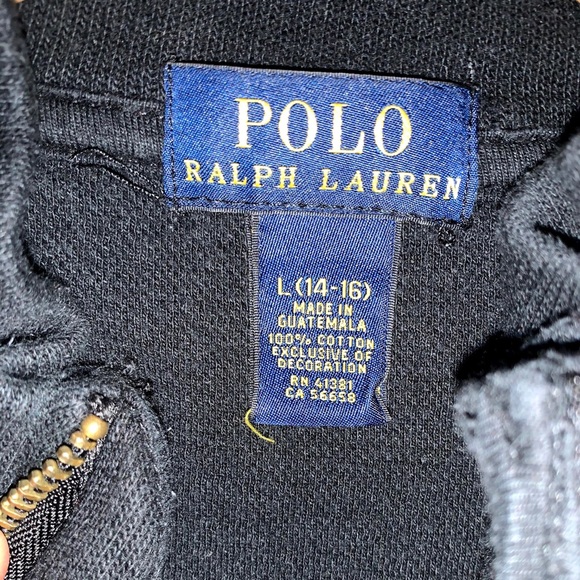 POLO
RALPH LAUREN
L (14-16)
MADE IN
GUATEMALA
100% COTTON
EXCLUSIVE OF
DECORATION
RN 41381
CA 56658